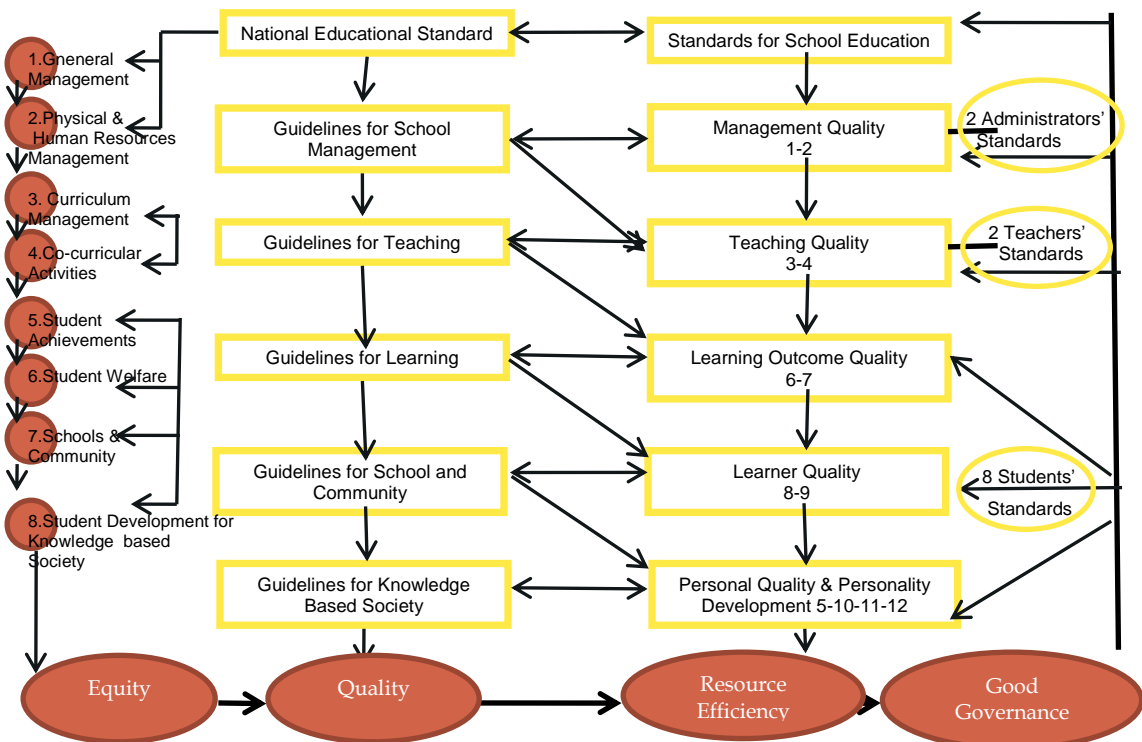 National Educational Standard
Standards for School Education
1.Gneneral
Management
2.Physical &
Human Resources
Management
3. Curriculum
Management
4.Co-curricular
Activities
5.Student
Achievements
6.Student Welfare
7.Schools &
Community
8.Student Development for
Knowledge based
Society
Guidelines for School
Management
Guidelines for Teaching
Guidelines for Learning
Guidelines for School and
Community
Guidelines for Knowledge
Based Society
Management Quality
1-2
Teaching Quality
3-4
Learning Outcome Quality
6-7
Learner Quality
8-9
Personal Quality & Personality
Development 5-10-11-12
2 Administrators’
Standards
2 Teachers’
Standards
8 Students’
Standards
Equity
Quality
Resource
Efficiency
Good
Governance